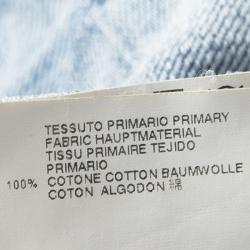 TESSUTO PRIMARIO PRIMARY
FABRIC HAUPTMATERIAL
TISSU PRIMAIRE TEJIDO
PRIMARIO
100% COTONE COTTON BAUMWOLLE
COTON ALGODON 綿